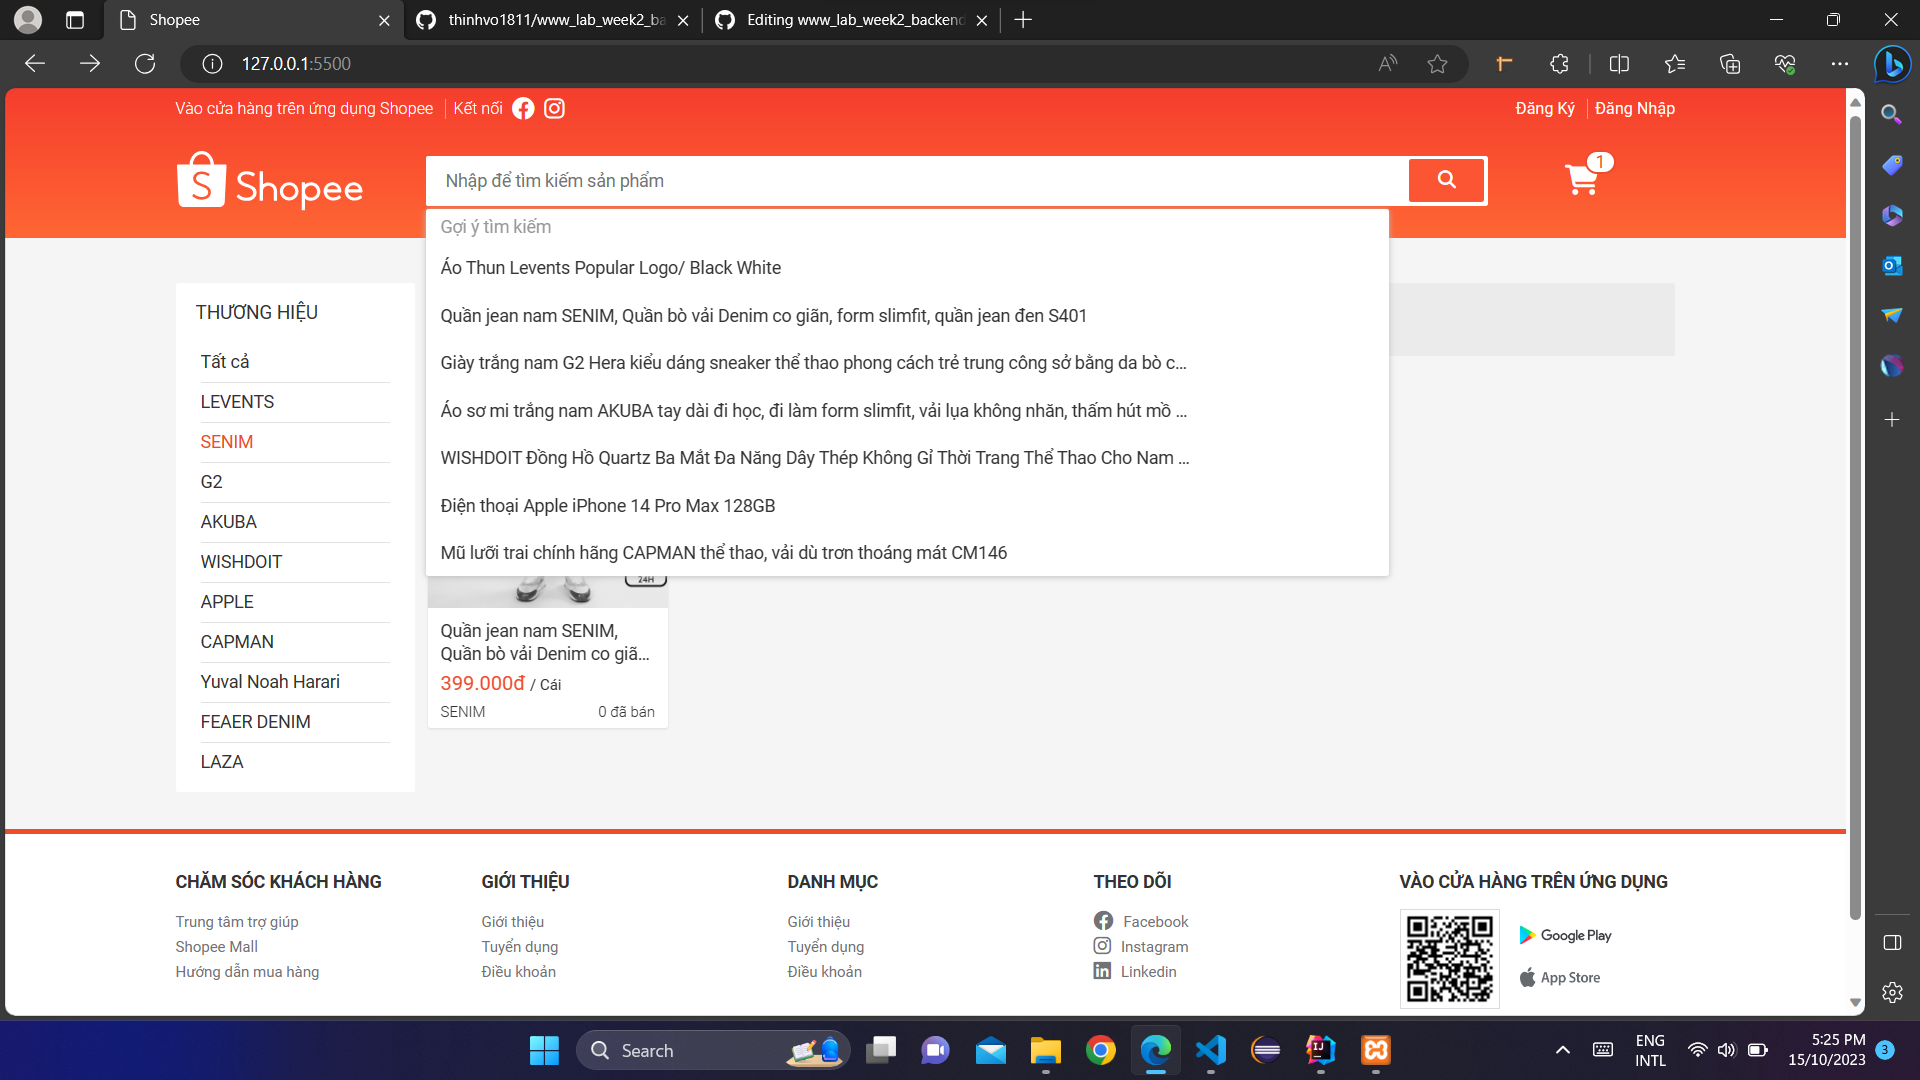 Shopee
thinhvo1811/www_lab_week2_ba
Editing www_lab_week2_backend
127.0.0.1:5500
Vào cửa hàng trên ứng dụng Shopee
Kết nối
Đăng Ký
Đăng Nhập
S Shopee
Nhập để tìm kiếm sản phẩm
1
Gợi ý tìm kiếm
Áo Thun Levents Popular Logo/ Black White
Quần jean nam SENIM, Quần bò vải Denim co giãn, form slimfit, quần jean đen S401
Giày trắng nam G2 Hera kiểu dáng sneaker thể thao phong cách trẻ trung công sở bằng da bò c...
Áo sơ mi trắng nam AKUBA tay dài đi học, đi làm form slimfit, vải lụa không nhăn, thấm hút mồ ...
WISHDOIT Đồng Hồ Quartz Ba Mắt Đa Năng Dây Thép Không Gỉ Thời Trang Thể Thao Cho Nam ...
Điện thoại Apple iPhone 14 Pro Max 128GB
Mũ lưỡi trai chính hãng CAPMAN thể thao, vải dù trơn thoáng mát CM146
THƯƠNG HIỆU
Tất cả
LEVENTS
SENIM
G2
AKUBA
WISHDOIT
APPLE
CAPMAN
Yuval Noah Harari
FEAER DENIM
LAZA
24H
Quần jean nam SENIM,
Quần bò vải Denim co giã...
399.000đ / Cái
SENIM
0 đã bán
CHĂM SÓC KHÁCH HÀNG
Trung tâm trợ giúp
Shopee Mall
Hướng dẫn mua hàng
GIỚI THIỆU
Giới thiệu
Tuyển dụng
Điều khoản
DANH MỤC
Giới thiệu
Tuyển dụng
Điều khoản
THEO DÕI
Facebook
Instagram
Linkedin
VÀO CỬA HÀNG TRÊN ỨNG DỤNG
Google Play
App Store
Search
ENG
INTL
5:25 PM
15/10/2023
3